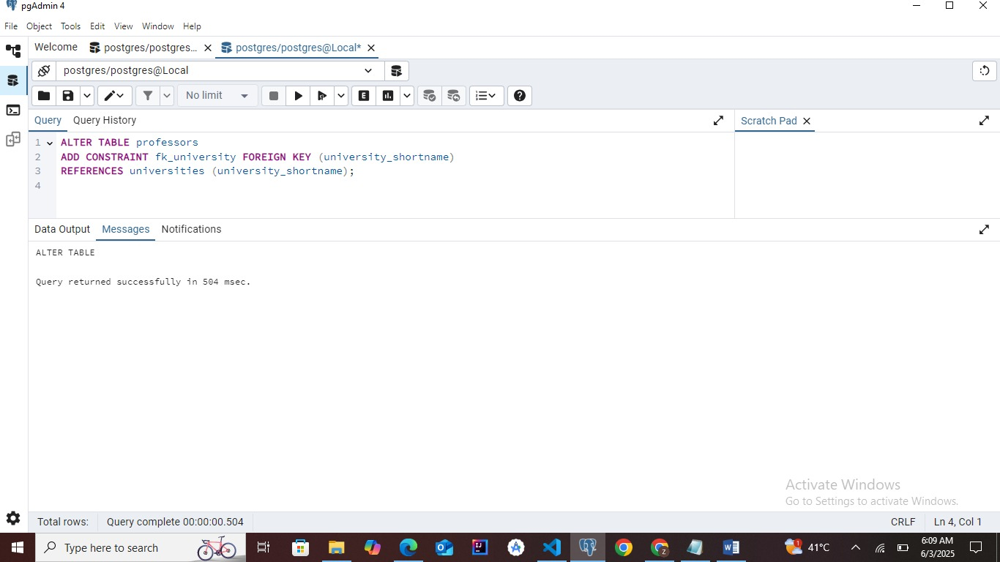 pgAdmin 4
File Object Tools Edit View Window Help
Welcome postgres/postgres... postgres/postgres@Local*
postgres/postgres@Local
No limit E
Query Query History Scratch Pad
1 ALTER TABLE professors
2 ADD CONSTRAINT fk_university FOREIGN KEY (university_shortname)
3 REFERENCES universities (university_shortname);
4
Data Output Messages Notifications
ALTER TABLE
Query returned successfully in 504 msec.
Activate Windows
Go to Settings to activate Windows.
Total rows: Query complete 00:00:00.504 CRLF Ln 4, Col 1
Type here to search 41°C 6:09 AM
6/3/2025